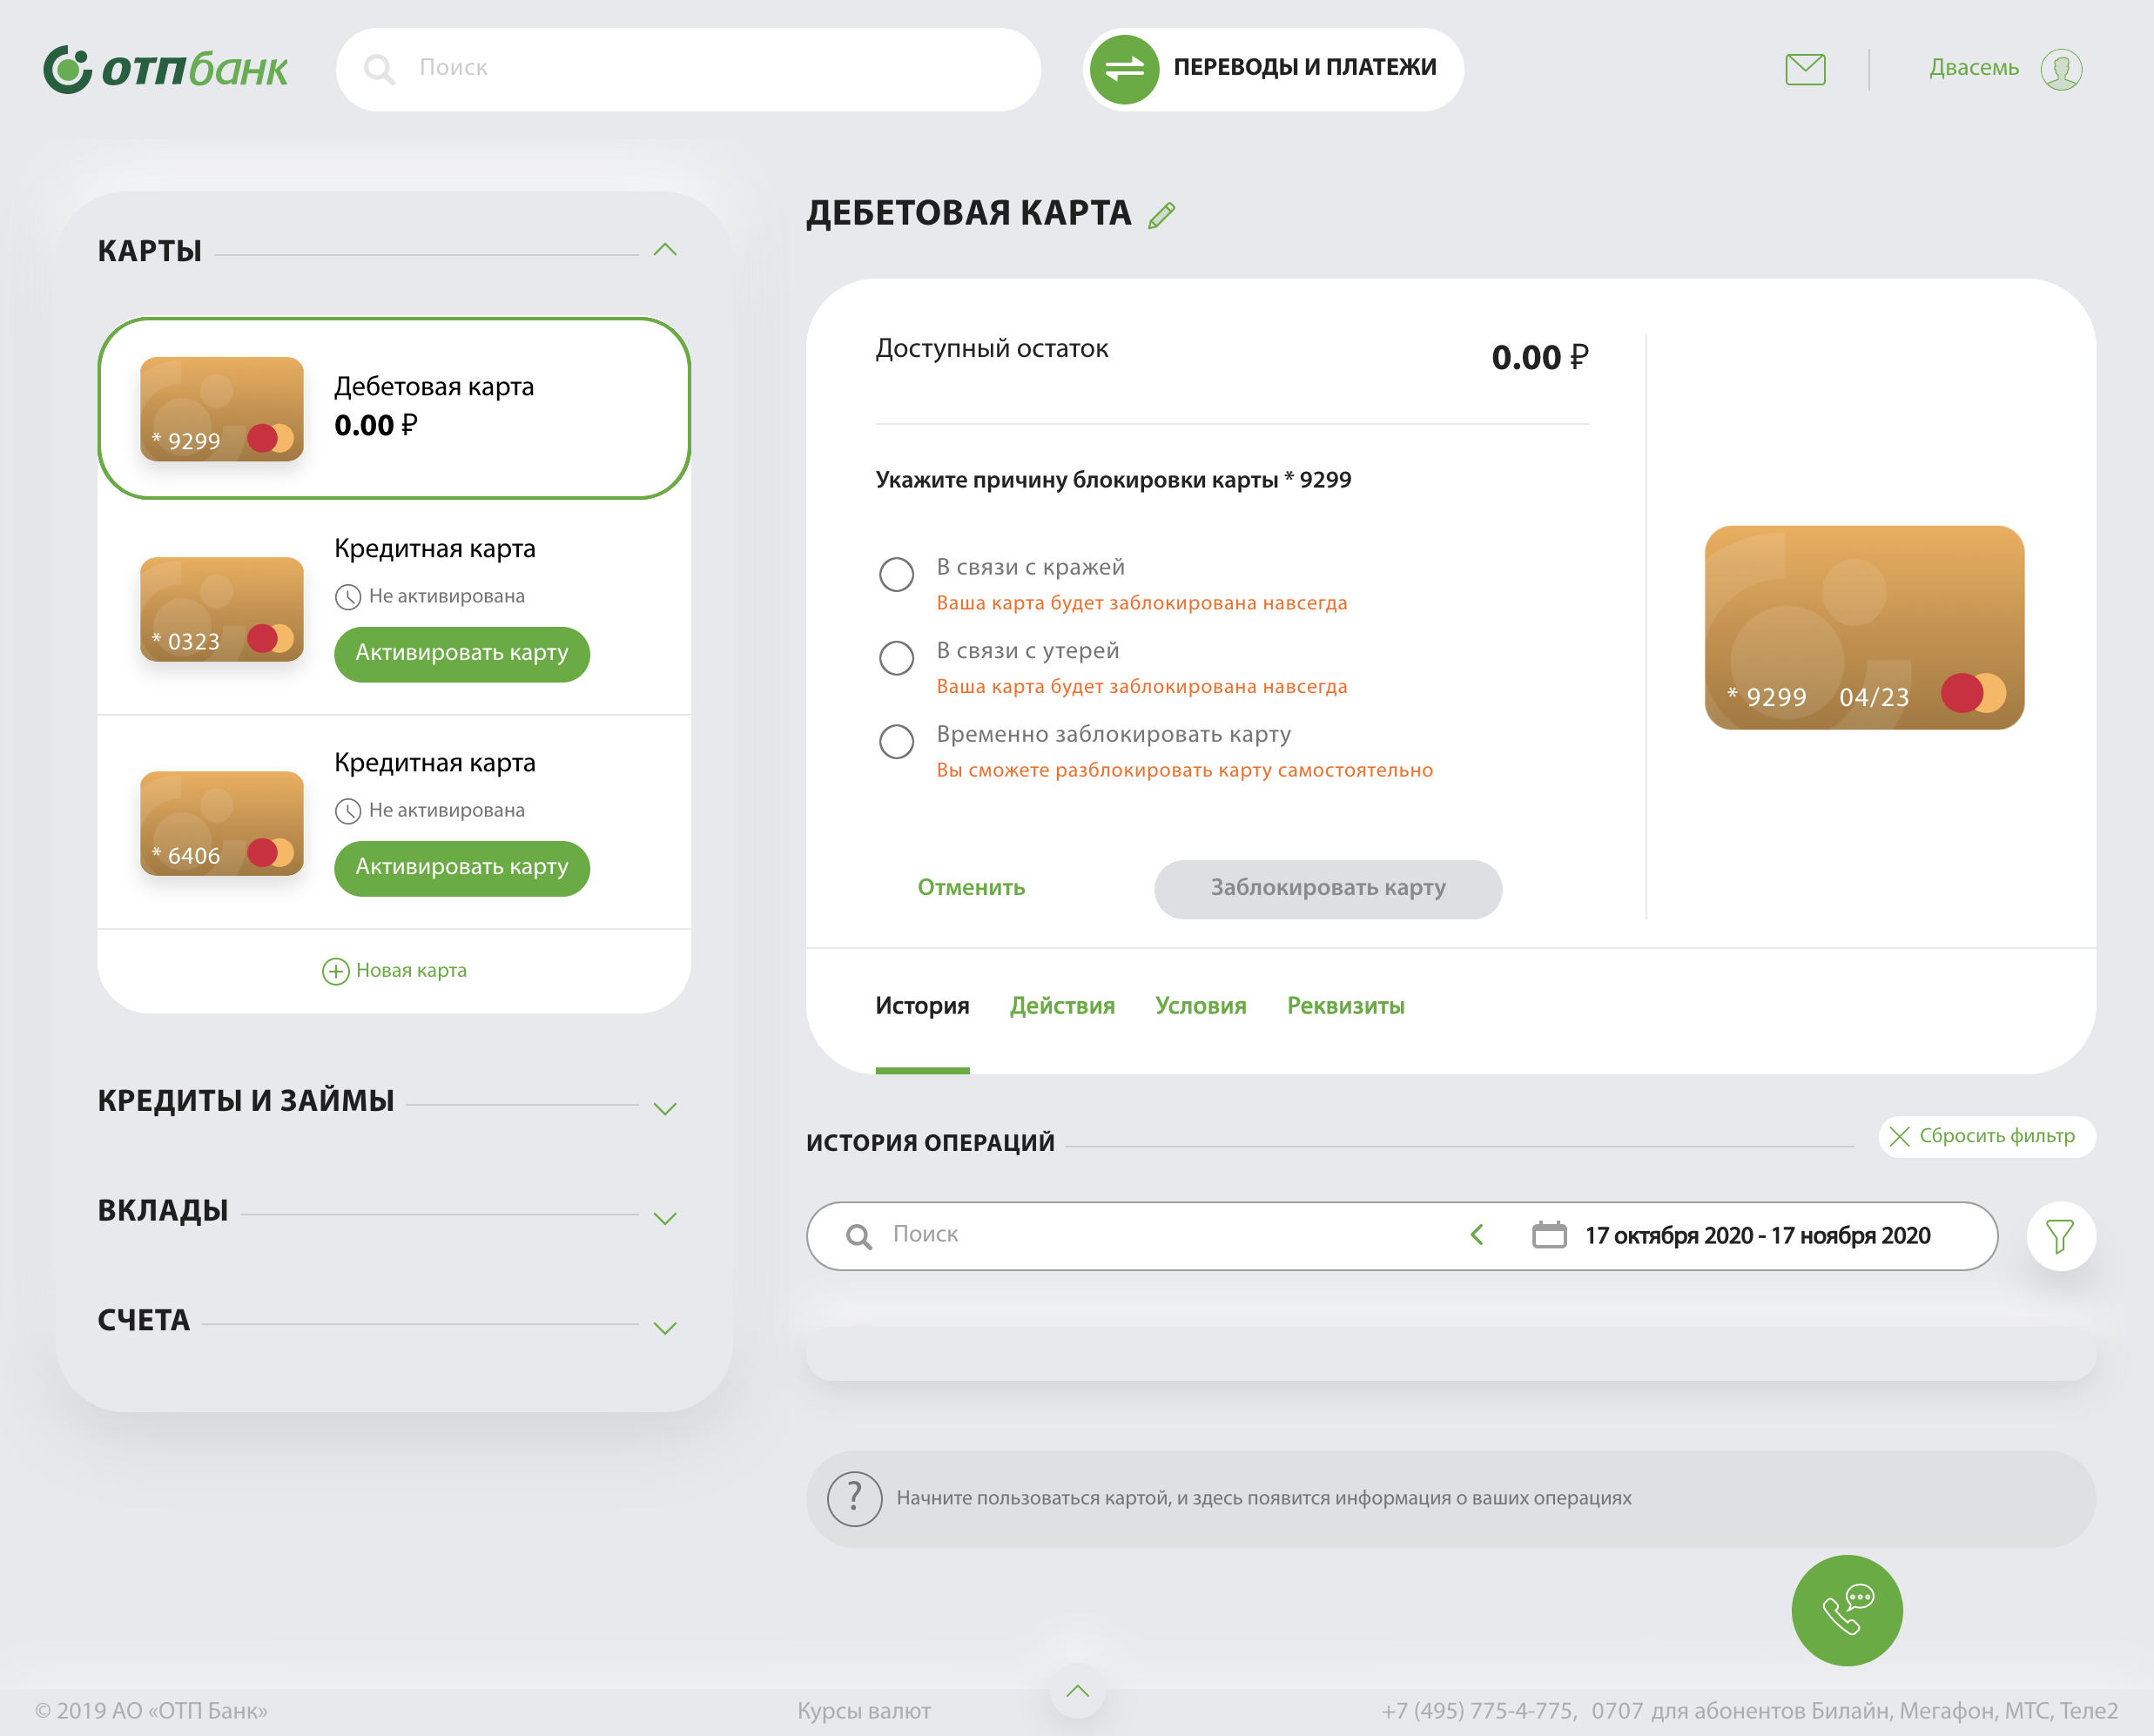 отпбанк
Поиск
ПЕРЕВОДЫ И ПЛАТЕЖИ
Двасемь
КАРТЫ
* 9299
Дебетовая карта
0.00 ₽
* 0323
Кредитная карта
Не активирована
Активировать карту
* 6406
Кредитная карта
Не активирована
Активировать карту
Новая карта
КРЕДИТЫ И ЗАЙМЫ
ВКЛАДЫ
СЧЕТА
ДЕБЕТОВАЯ КАРТА
Доступный остаток
0.00 ₽
Укажите причину блокировки карты * 9299
В связи с кражей
Ваша карта будет заблокирована навсегда
В связи с утерей
Ваша карта будет заблокирована навсегда
Временно заблокировать карту
Вы сможете разблокировать карту самостоятельно
Отменить
Заблокировать карту
* 9299 04/23
История Действия Условия Реквизиты
ИСТОРИЯ ОПЕРАЦИЙ
Сбросить фильтр
Поиск
17 октября 2020 - 17 ноября 2020
? Начните пользоваться картой, и здесь появится информация о ваших операциях
© 2019 АО «ОТП Банк»
Курсы валют
+7 (495) 775-4-775, 0707 для абонентов Билайн, Мегафон, МТС, Теле2